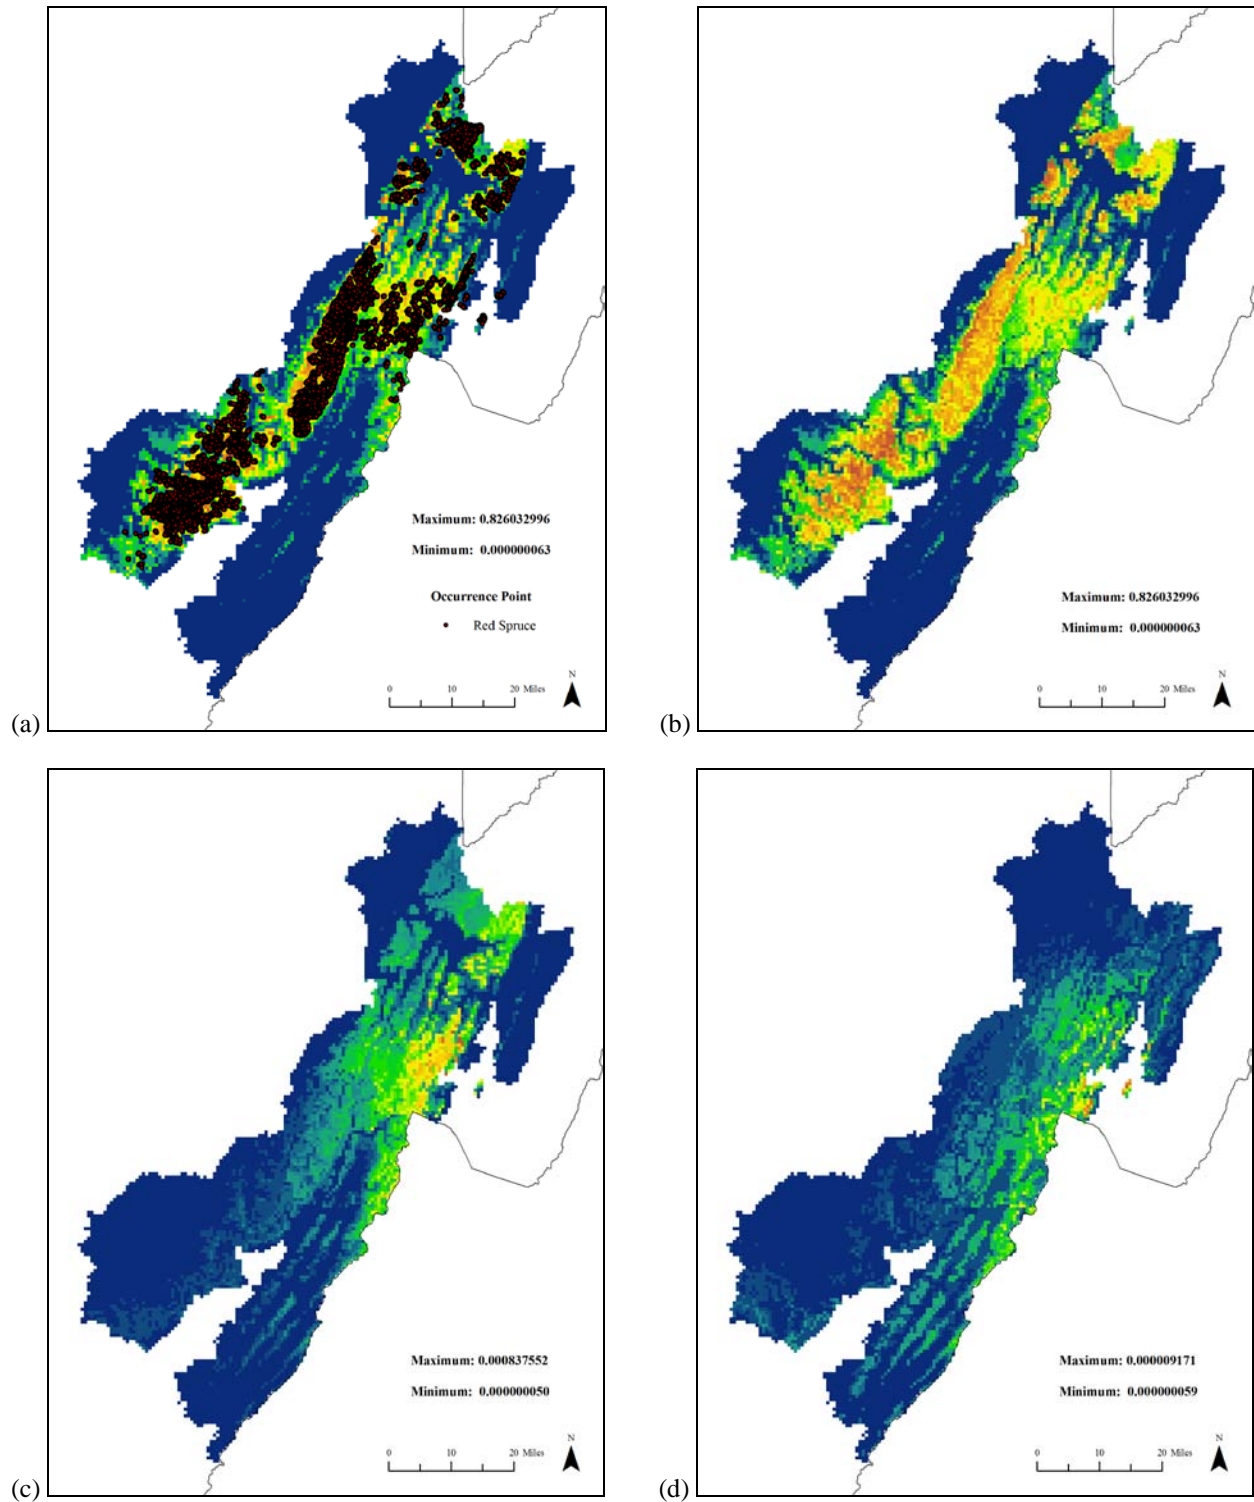 Maximum: 0.826032996
Minimum: 0.000000063
Occurrence Point
Red Spruce
N
0 10 20 Miles
(a)
Maximum: 0.826032996
Minimum: 0.000000063
N
0 10 20 Miles
(b)
Maximum: 0.000837552
Minimum: 0.000000050
N
0 10 20 Miles
(c)
Maximum: 0.000009171
Minimum: 0.000000059
N
0 10 20 Miles
(d)